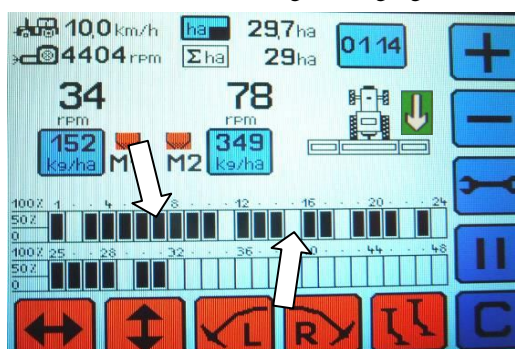 10,0 km/h ha 29,7 ha
4404 rpm Σha 29 ha
0114
34 78
rpm rpm
152 349
kg/ha M M2 kg/ha
100% 1 4 8 12 16 20 24
50%
0
100% 25 28 32 36 40 44 48
50%
0
L R C